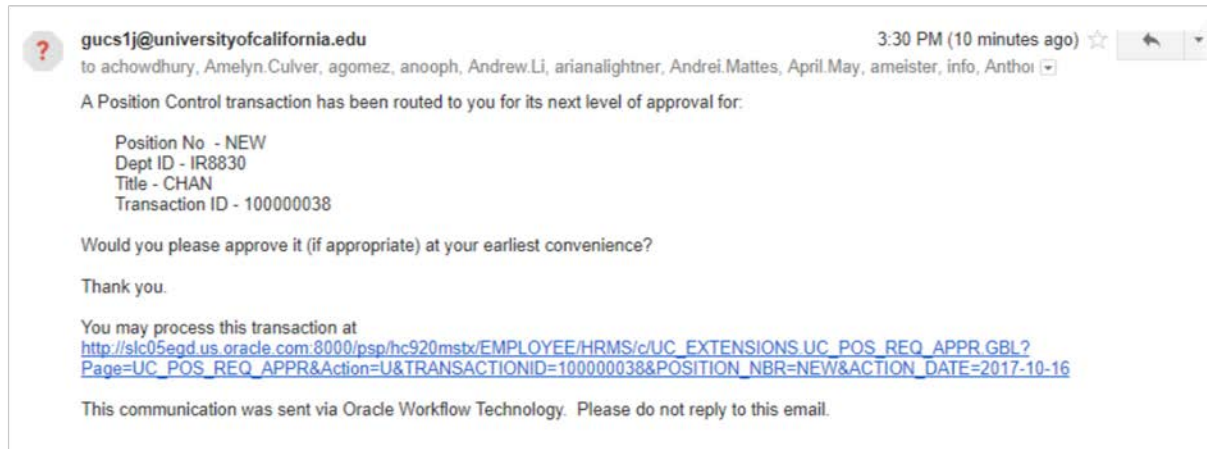 gucs1j@universityofcalifornia.edu
3:30 PM (10 minutes ago)
to achowdhury, Amelyn.Culver, agomez, anooph, Andrew.Li, arianalightner, Andrei.Mattes, April.May, ameister, info, Anthoi
A Position Control transaction has been routed to you for its next level of approval for:
Position No - NEW
Dept ID - IR8830
Title - CHAN
Transaction ID - 100000038
Would you please approve it (if appropriate) at your earliest convenience?
Thank you.
You may process this transaction at
http://slc05egd.us.oracle.com:8000/psp/hc920mstx/EMPLOYEE/HRMS/c/UC_EXTENSIONS.UC_POS_REQ_APPR.GBL?
Page=UC_POS_REQ_APPR&Action=U&TRANSACTIONID=100000038&POSITION_NBR=NEW&ACTION_DATE=2017-10-16
This communication was sent via Oracle Workflow Technology. Please do not reply to this email.